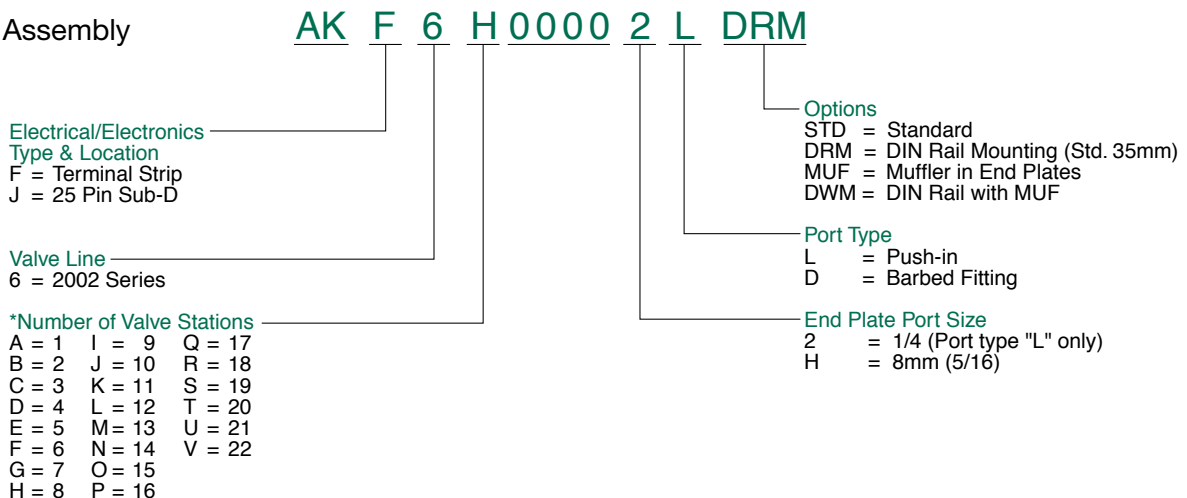 Assembly AK F 6 H 0000 2 L DRM
Electrical/Electronics
Type & Location
F = Terminal Strip
J = 25 Pin Sub-D
Valve Line
6 = 2002 Series
*Number of Valve Stations
A = 1 I = 9 Q = 17
B = 2 J = 10 R = 18
C = 3 K = 11 S = 19
D = 4 L = 12 T = 20
E = 5 M = 13 U = 21
F = 6 N = 14 V = 22
G = 7 O = 15
H = 8 P = 16
Options
STD = Standard
DRM = DIN Rail Mounting (Std. 35mm)
MUF = Muffler in End Plates
DWM = DIN Rail with MUF
Port Type
L = Push-in
D = Barbed Fitting
End Plate Port Size
2 = 1/4 (Port type "L" only)
H = 8mm (5/16)